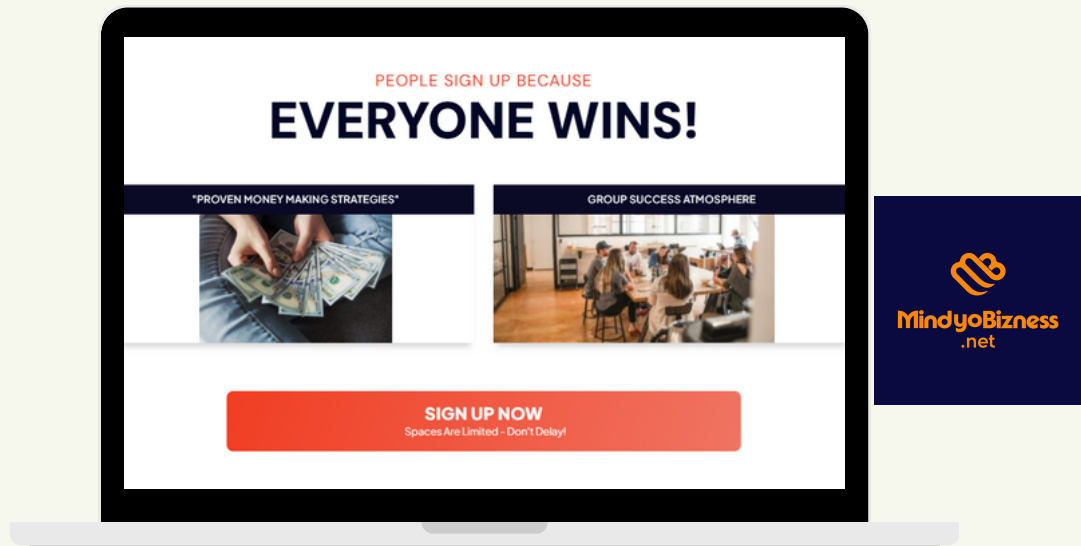 PEOPLE SIGN UP BECAUSE
EVERYONE WINS!
"PROVEN MONEY MAKING STRATEGIES"
GROUP SUCCESS ATMOSPHERE
SIGN UP NOW
Spaces Are Limited - Don't Delay!
MindyoBizness
.net